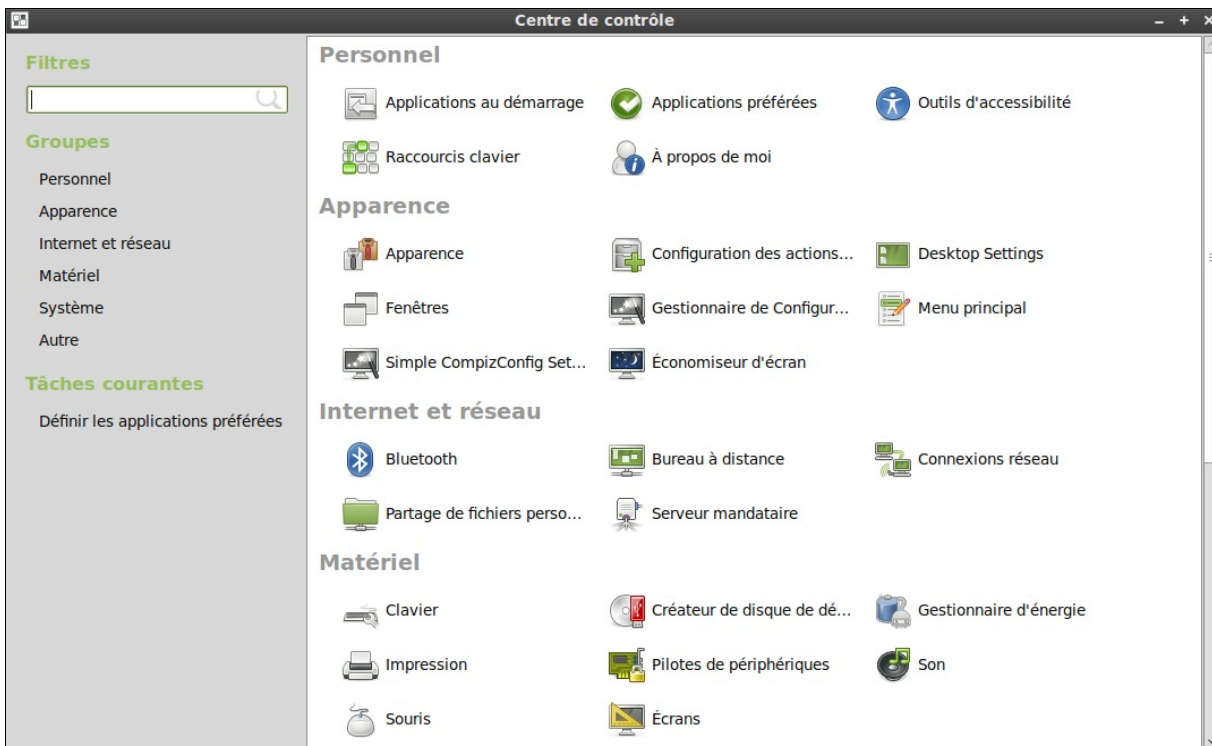 Centre de contrôle
Filtres
Groupes
Personnel
Apparence
Internet et réseau
Matériel
Système
Autre
Tâches courantes
Définir les applications préférées
Personnel
Applications au démarrage
Applications préférées
Outils d'accessibilité
Raccourcis clavier
À propos de moi
Apparence
Apparence
Configuration des actions...
Desktop Settings
Fenêtres
Gestionnaire de Configur...
Menu principal
Simple CompizConfig Set...
Économiseur d'écran
Internet et réseau
Bluetooth
Bureau à distance
Connexions réseau
Partage de fichiers perso...
Serveur mandataire
Matériel
Clavier
Créateur de disque de dé...
Gestionnaire d'énergie
Impression
Pilotes de périphériques
Son
Souris
Écrans